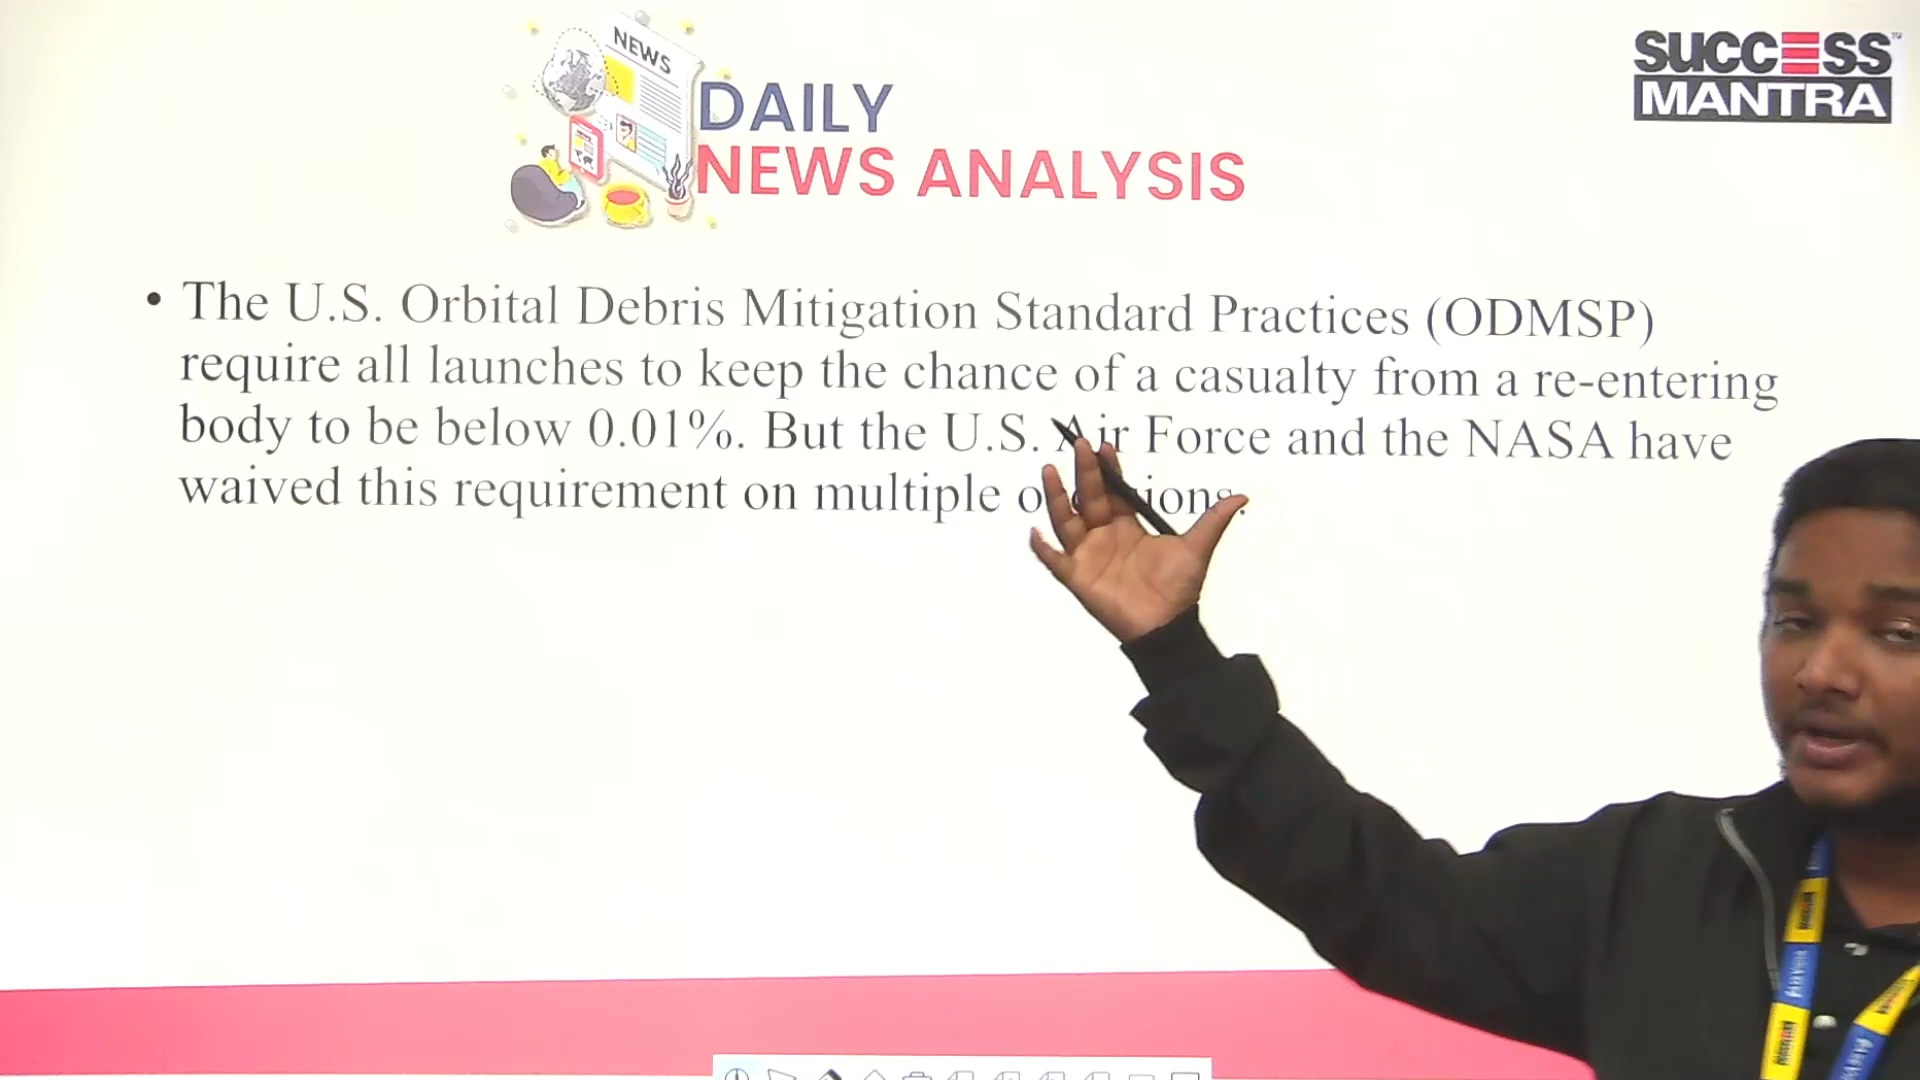 NEWS
DAILY
NEWS ANALYSIS
SUCCESS
MANTRA
• The U.S. Orbital Debris Mitigation Standard Practices (ODMSP)
require all launches to keep the chance of a casualty from a re-entering
body to be below 0.01%. But the U.S. Air Force and the NASA have
waived this requirement on multiple